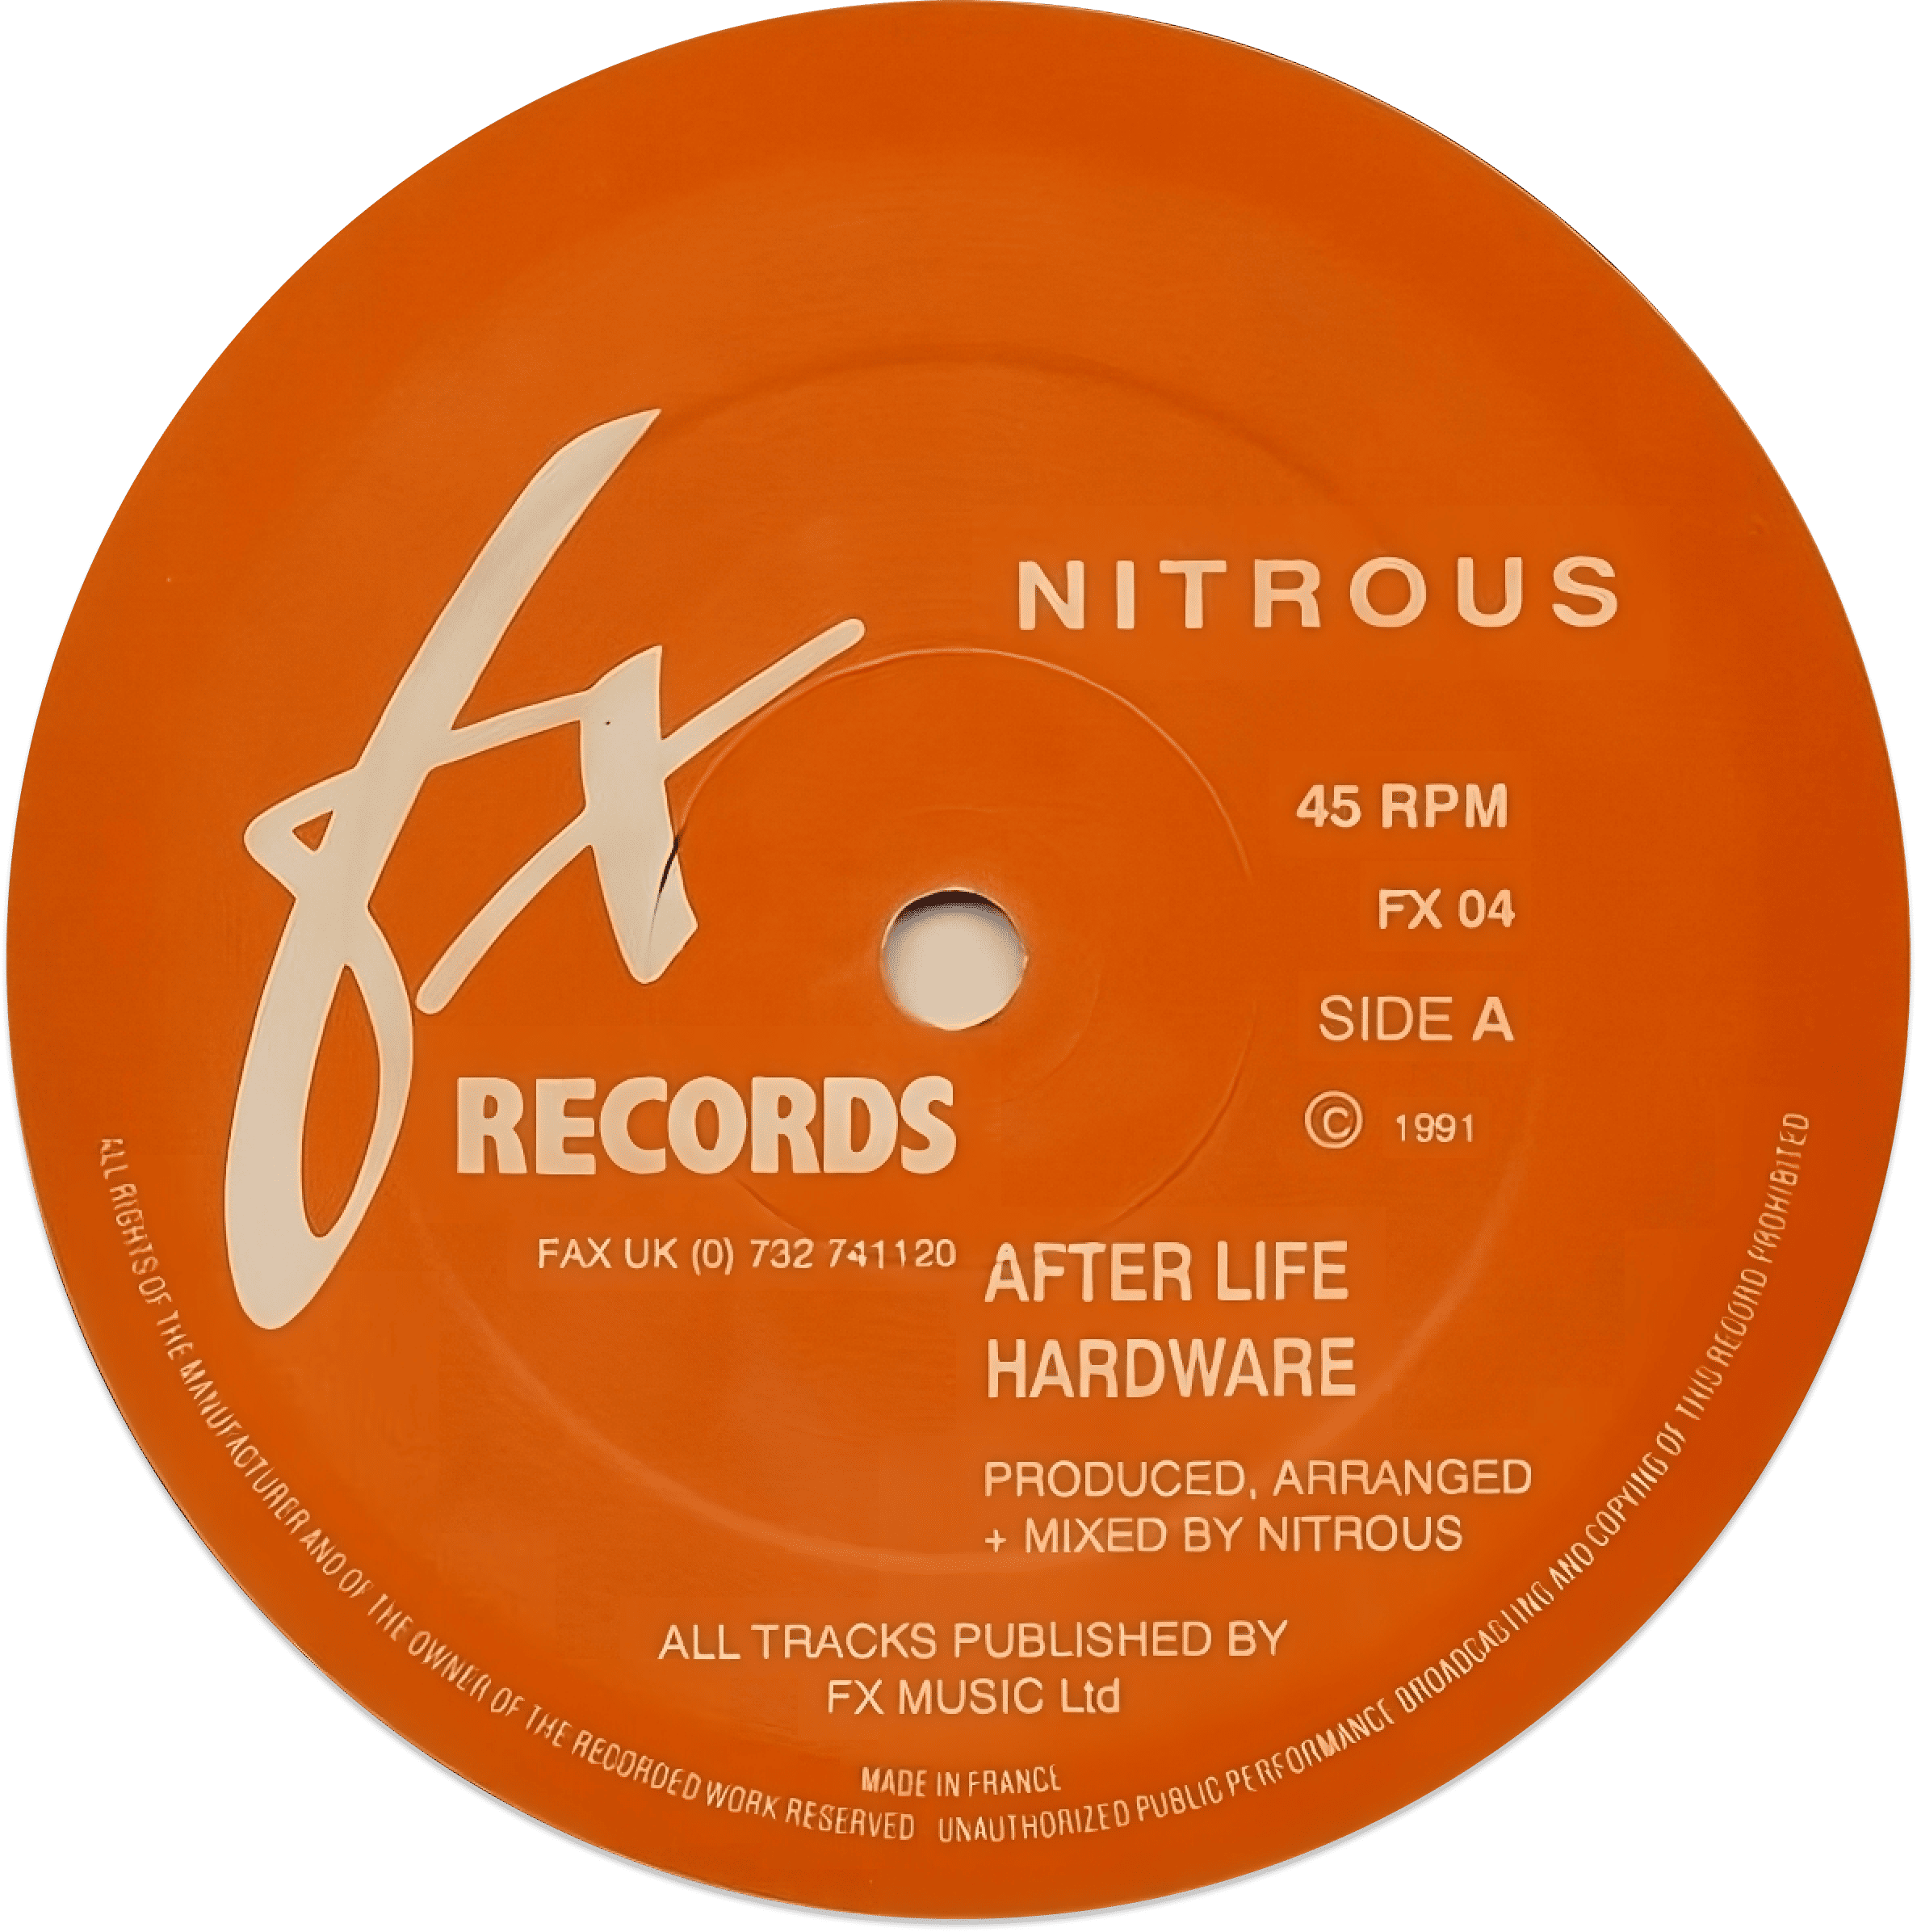 fx
RECORDS
FAX UK (0) 732 741120
NITROUS
45 RPM
FX 04
SIDE A
© 1991
AFTER LIFE
HARDWARE
PRODUCED, ARRANGED
+ MIXED BY NITROUS
ALL TRACKS PUBLISHED BY
FX MUSIC Ltd
MADE IN FRANCE
ALL RIGHTS OF THE MANUFACTURER AND OF THE OWNER OF THE RECORDED WORK RESERVED UNAUTHORIZED PUBLIC PERFORMANCE BROADCASTING AND COPYING OF THIS RECORD PROHIBITED